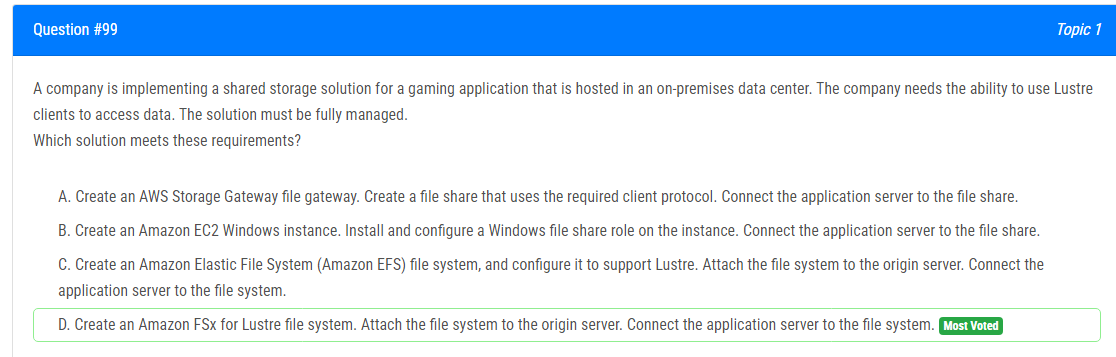 Question #99
Topic 1
A company is implementing a shared storage solution for a gaming application that is hosted in an on-premises data center. The company needs the ability to use Lustre
clients to access data. The solution must be fully managed.
Which solution meets these requirements?
A. Create an AWS Storage Gateway file gateway. Create a file share that uses the required client protocol. Connect the application server to the file share.
B. Create an Amazon EC2 Windows instance. Install and configure a Windows file share role on the instance. Connect the application server to the file share.
C. Create an Amazon Elastic File System (Amazon EFS) file system, and configure it to support Lustre. Attach the file system to the origin server. Connect the
application server to the file system.
D. Create an Amazon FSx for Lustre file system. Attach the file system to the origin server. Connect the application server to the file system. Most Voted